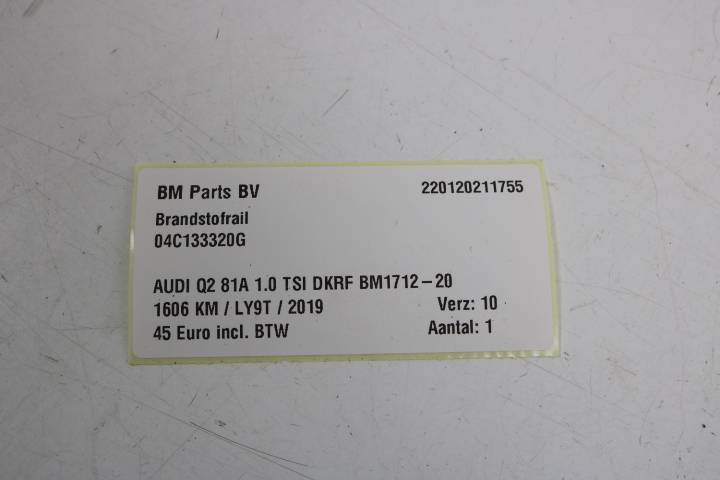 BM Parts BV 220120211755
Brandstofrail
04C133320G
AUDI Q2 81A 1.0 TSI DKRF BM1712-20
1606 KM / LY9T / 2019 Verz: 10
45 Euro incl. BTW Aantal: 1